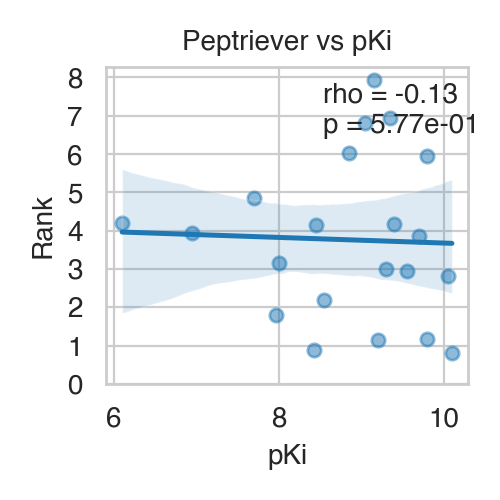 Peptriever vs pKi
rho = -0.13
p = 5.77e-01
8
7
6
5
4
3
2
1
0
Rank
6
8
10
pKi